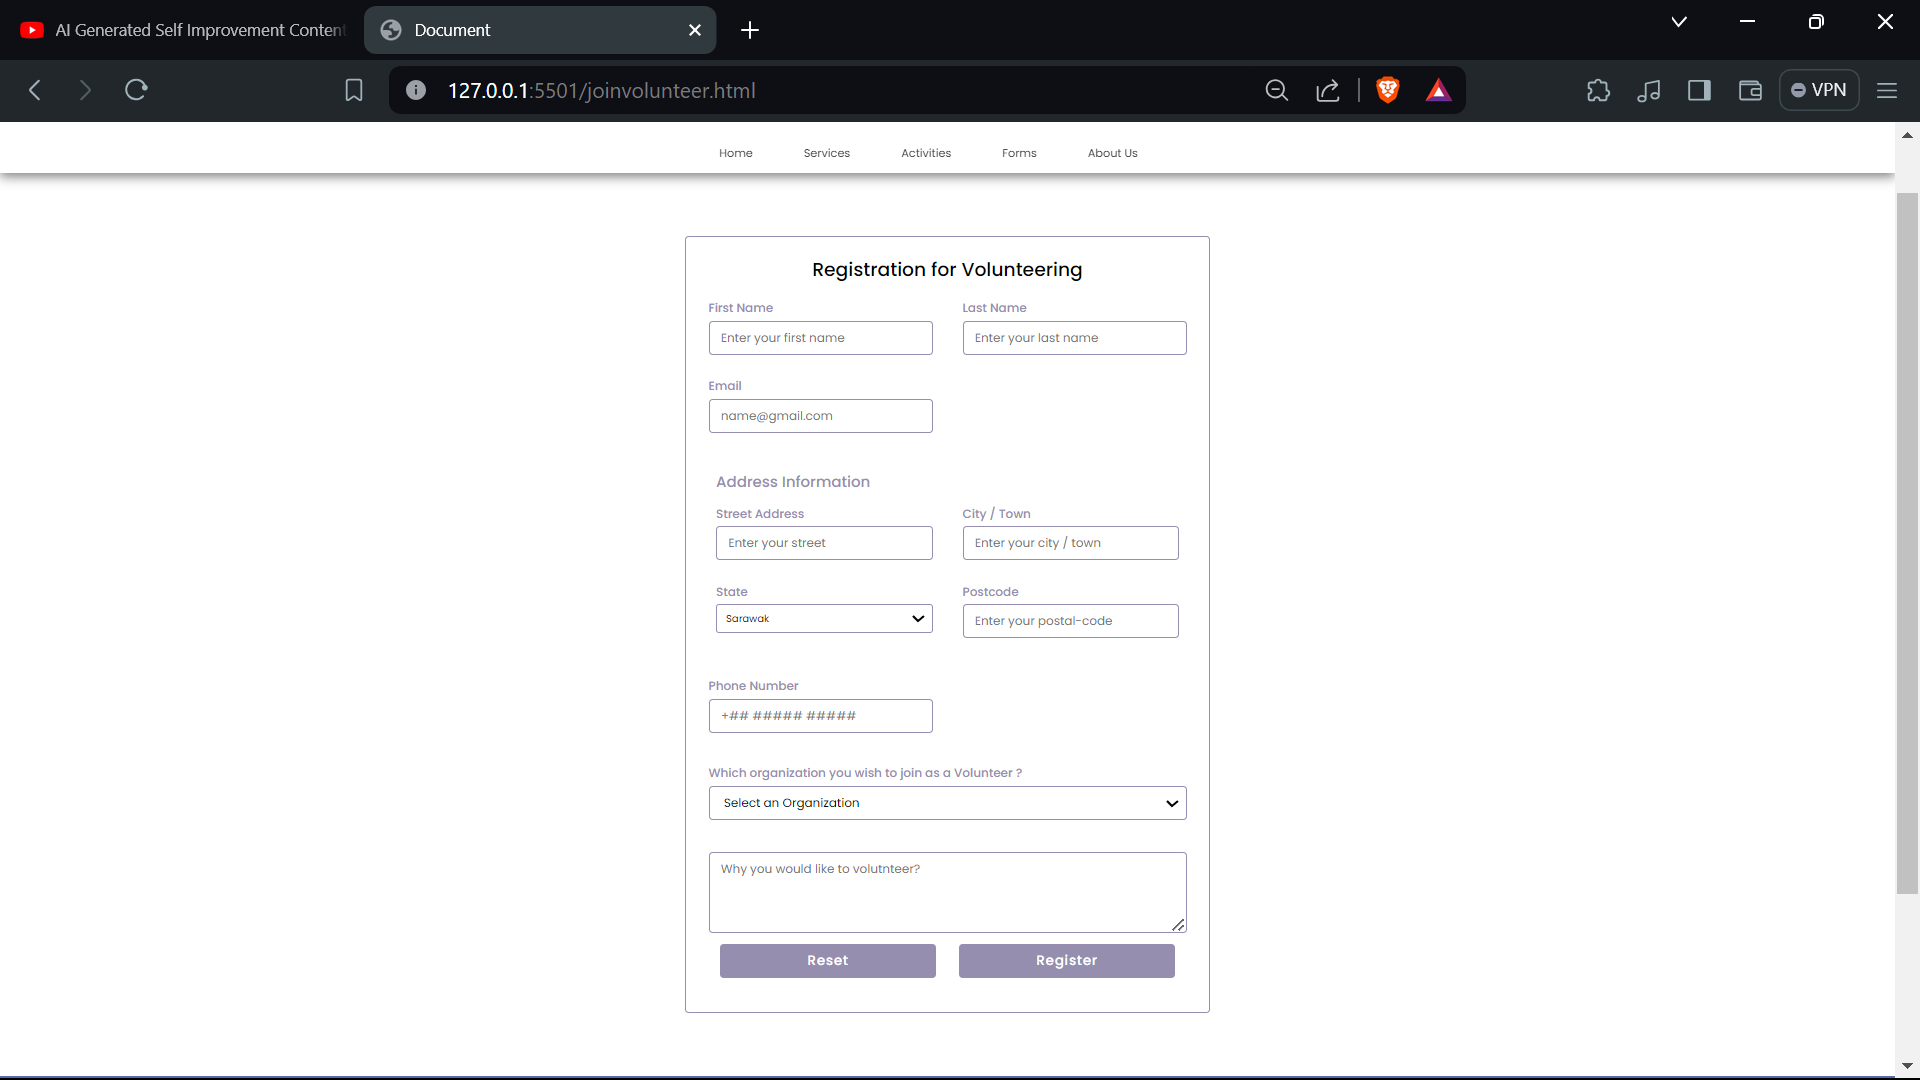 AI Generated Self Improvement Content
Document
127.0.0.1:5501/joinvolunteer.html
VPN
Home Services Activities Forms About Us
Registration for Volunteering
First Name Last Name
Enter your first name Enter your last name
Email
name@gmail.com
Address Information
Street Address City / Town
Enter your street Enter your city / town
State Postcode
Sarawak Enter your postal-code
Phone Number
+## ##### #####
Which organization you wish to join as a Volunteer ?
Select an Organization
Why you would like to volutnteer?
Reset Register